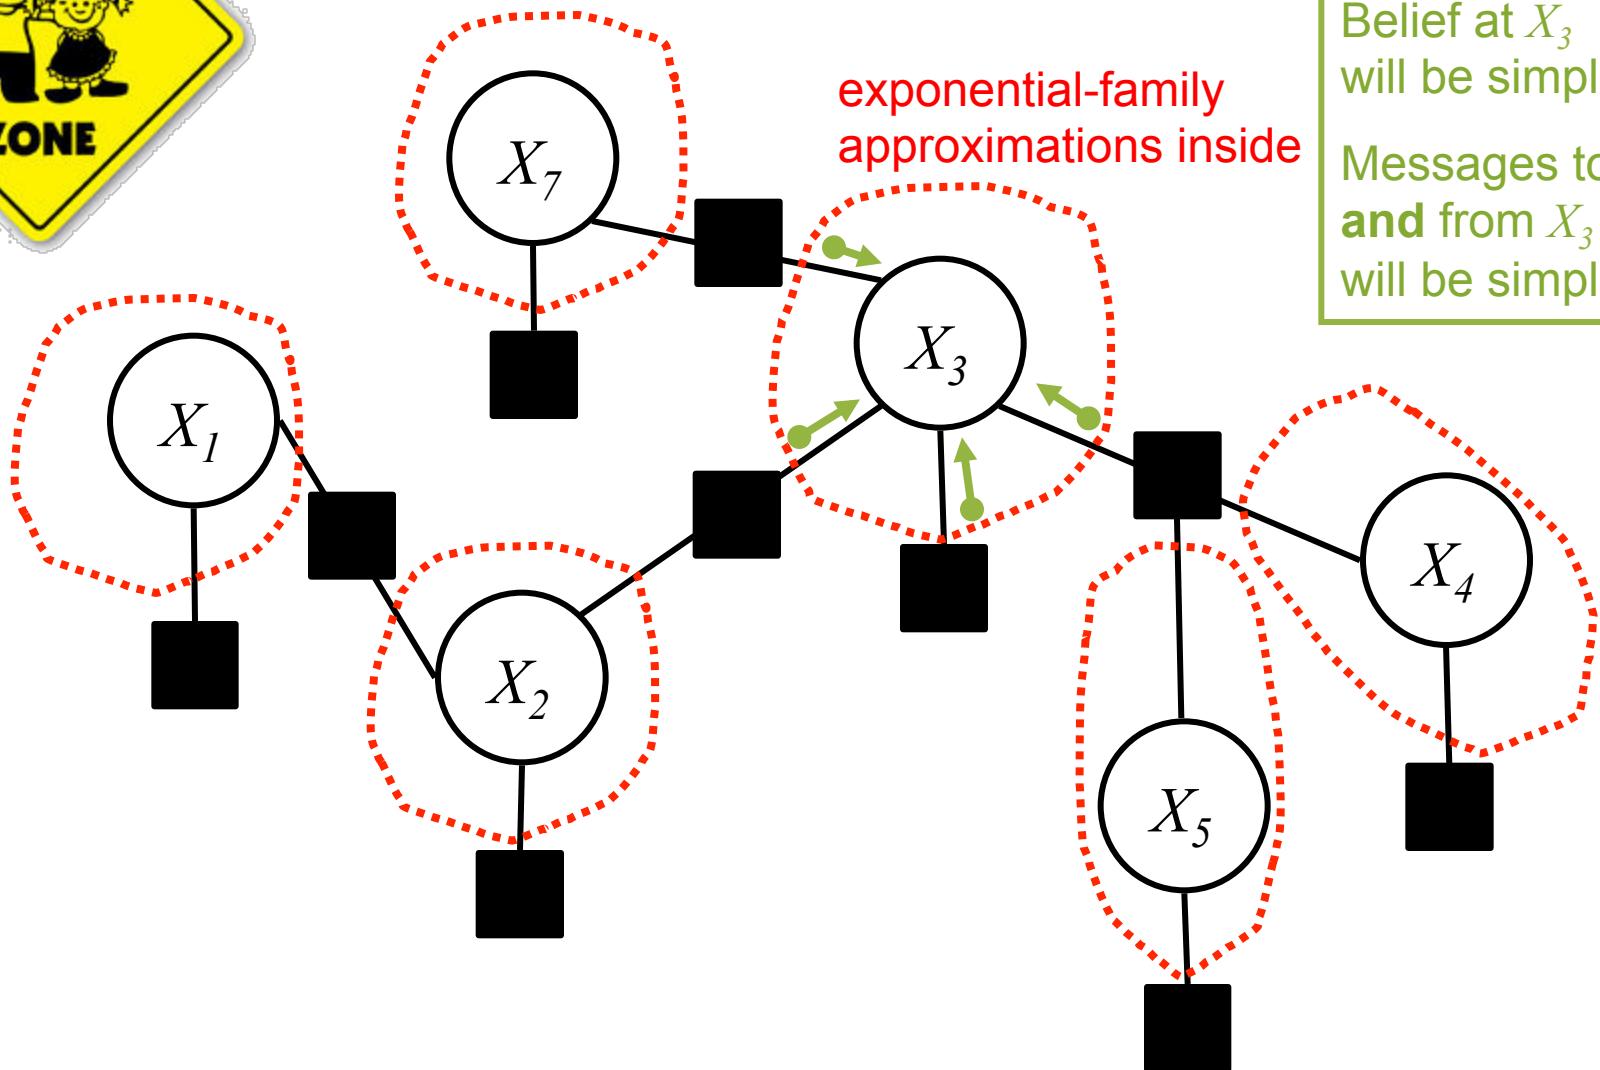 ZONE
exponential-family
approximations inside
Belief at X3
will be simpl
Messages to
and from X3
will be simpl
X7
X3
X1
X4
X2
X5